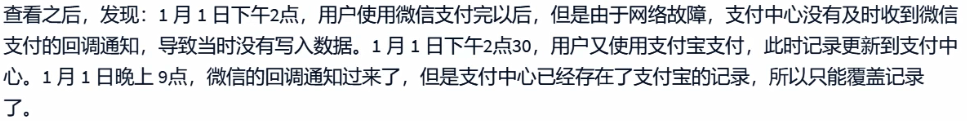 查看之后，发现：1 月 1 日下午2点，用户使用微信支付完以后，但是由于网络故障，支付中心没有及时收到微信
支付的回调通知，导致当时没有写入数据。1 月 1 日下午2点30，用户又使用支付宝支付，此时记录更新到支付中
心。1 月 1 日晚上 9点，微信的回调通知过来了，但是支付中心已经存在了支付宝的记录，所以只能覆盖记录
了。